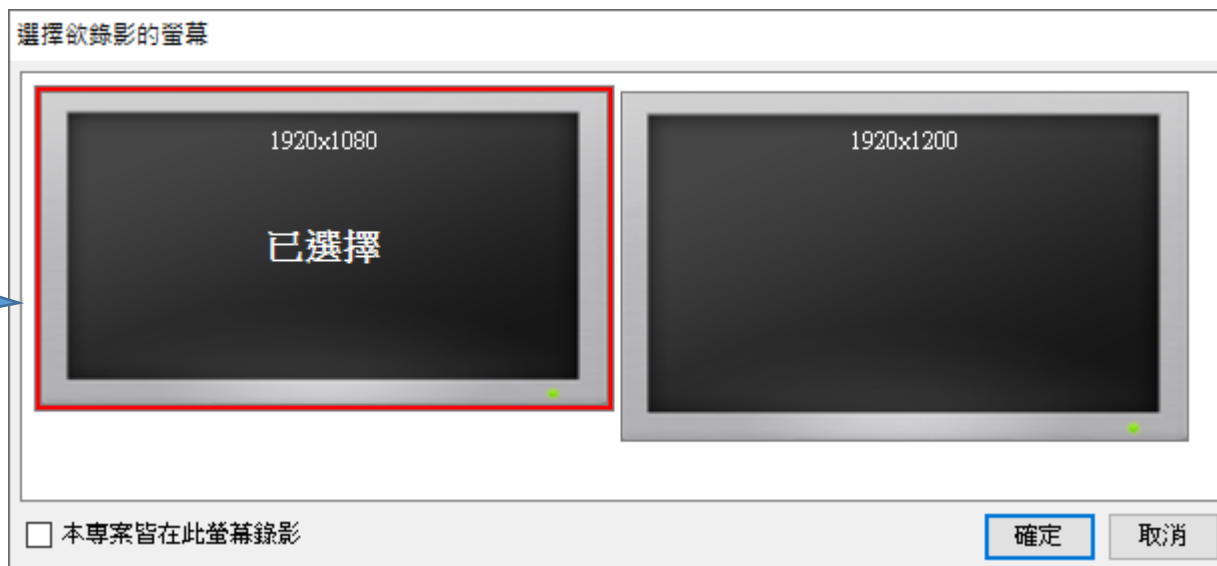 選擇欲錄影的螢幕
1920x1080
1920x1200
已選擇
本專案皆在此螢幕錄影
確定
取消